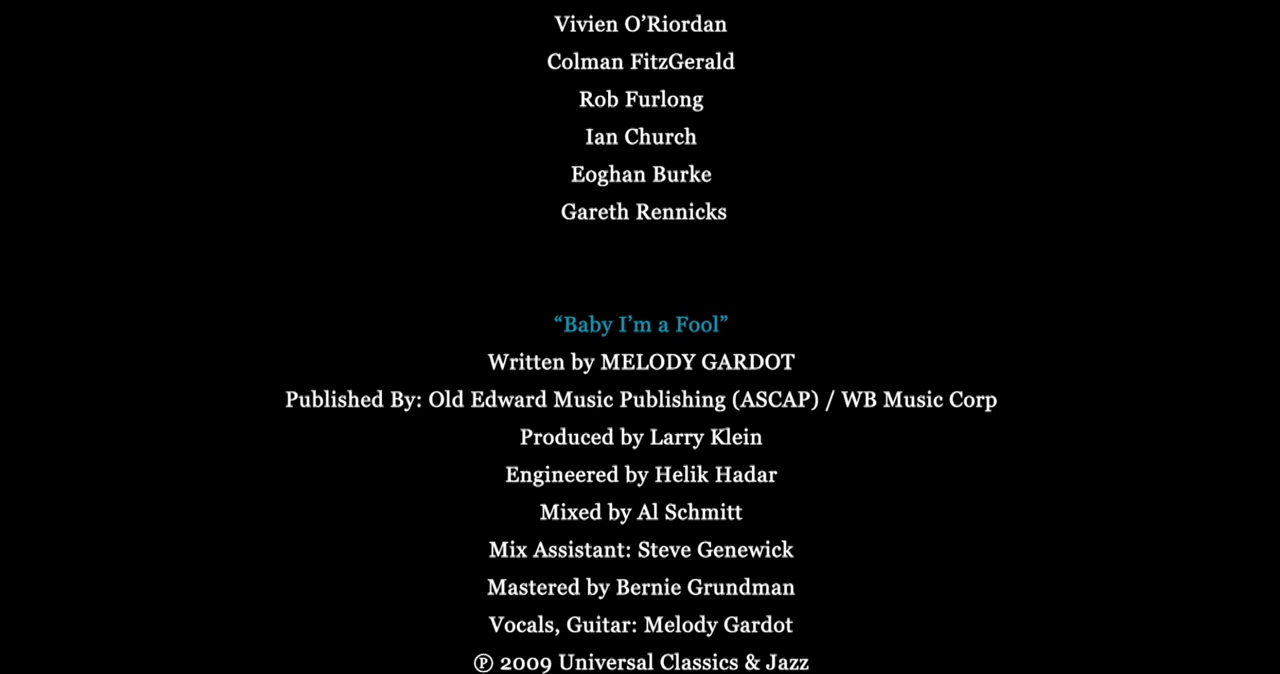 Vivien O’Riordan
Colman FitzGerald
Rob Furlong
Ian Church
Eoghan Burke
Gareth Rennicks
“Baby I’m a Fool”
Written by MELODY GARDOT
Published By: Old Edward Music Publishing (ASCAP) / WB Music Corp
Produced by Larry Klein
Engineered by Helik Hadar
Mixed by Al Schmitt
Mix Assistant: Steve Genewick
Mastered by Bernie Grundman
Vocals, Guitar: Melody Gardot
℗ 2009 Universal Classics & Jazz